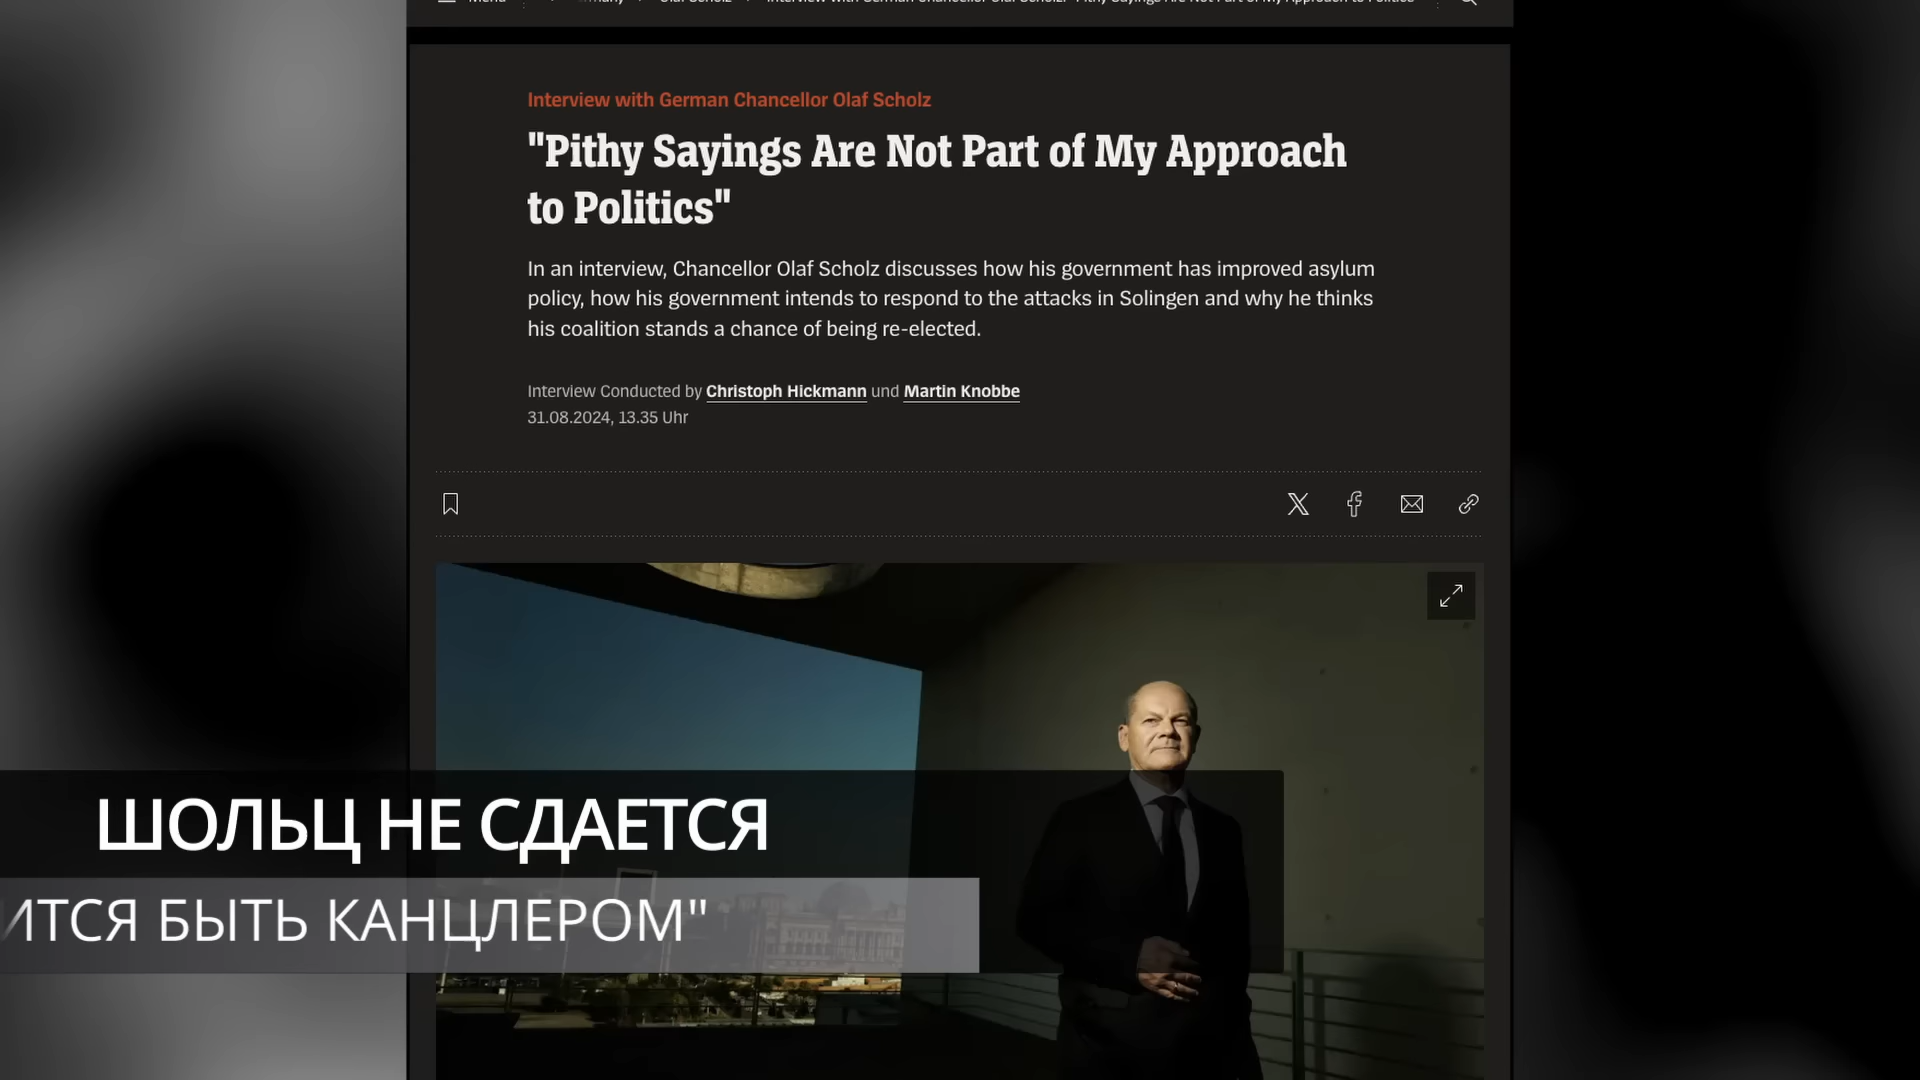 Olaf Scholz
Interview with German Chancellor Olaf Scholz
"Pithy Sayings Are Not Part of My Approach
to Politics"
In an interview, Chancellor Olaf Scholz discusses how his government has improved asylum
policy, how his government intends to respond to the attacks in Solingen and why he thinks
his coalition stands a chance of being re-elected.
Interview Conducted by Christoph Hickmann und Martin Knobbe
31.08.2024, 13.35 Uhr
ШОЛЬЦ НЕ СДАЕТСЯ
БЫТЬ КАНЦЛЕРОМ"